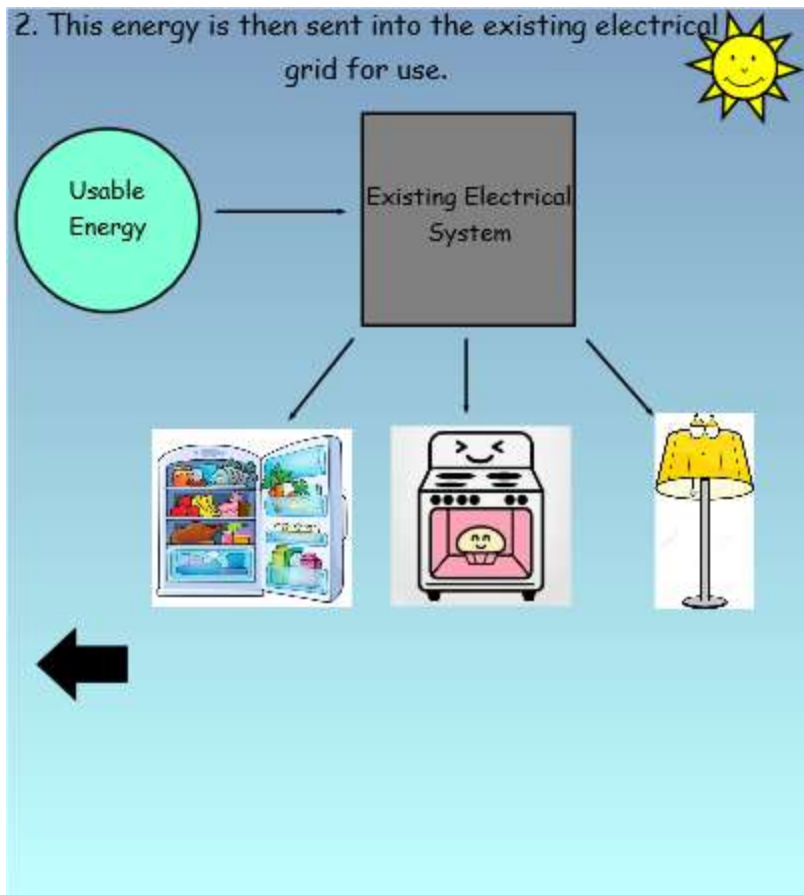 2. This energy is then sent into the existing electrical
grid for use.
Usable
Energy
Existing Electrical
System